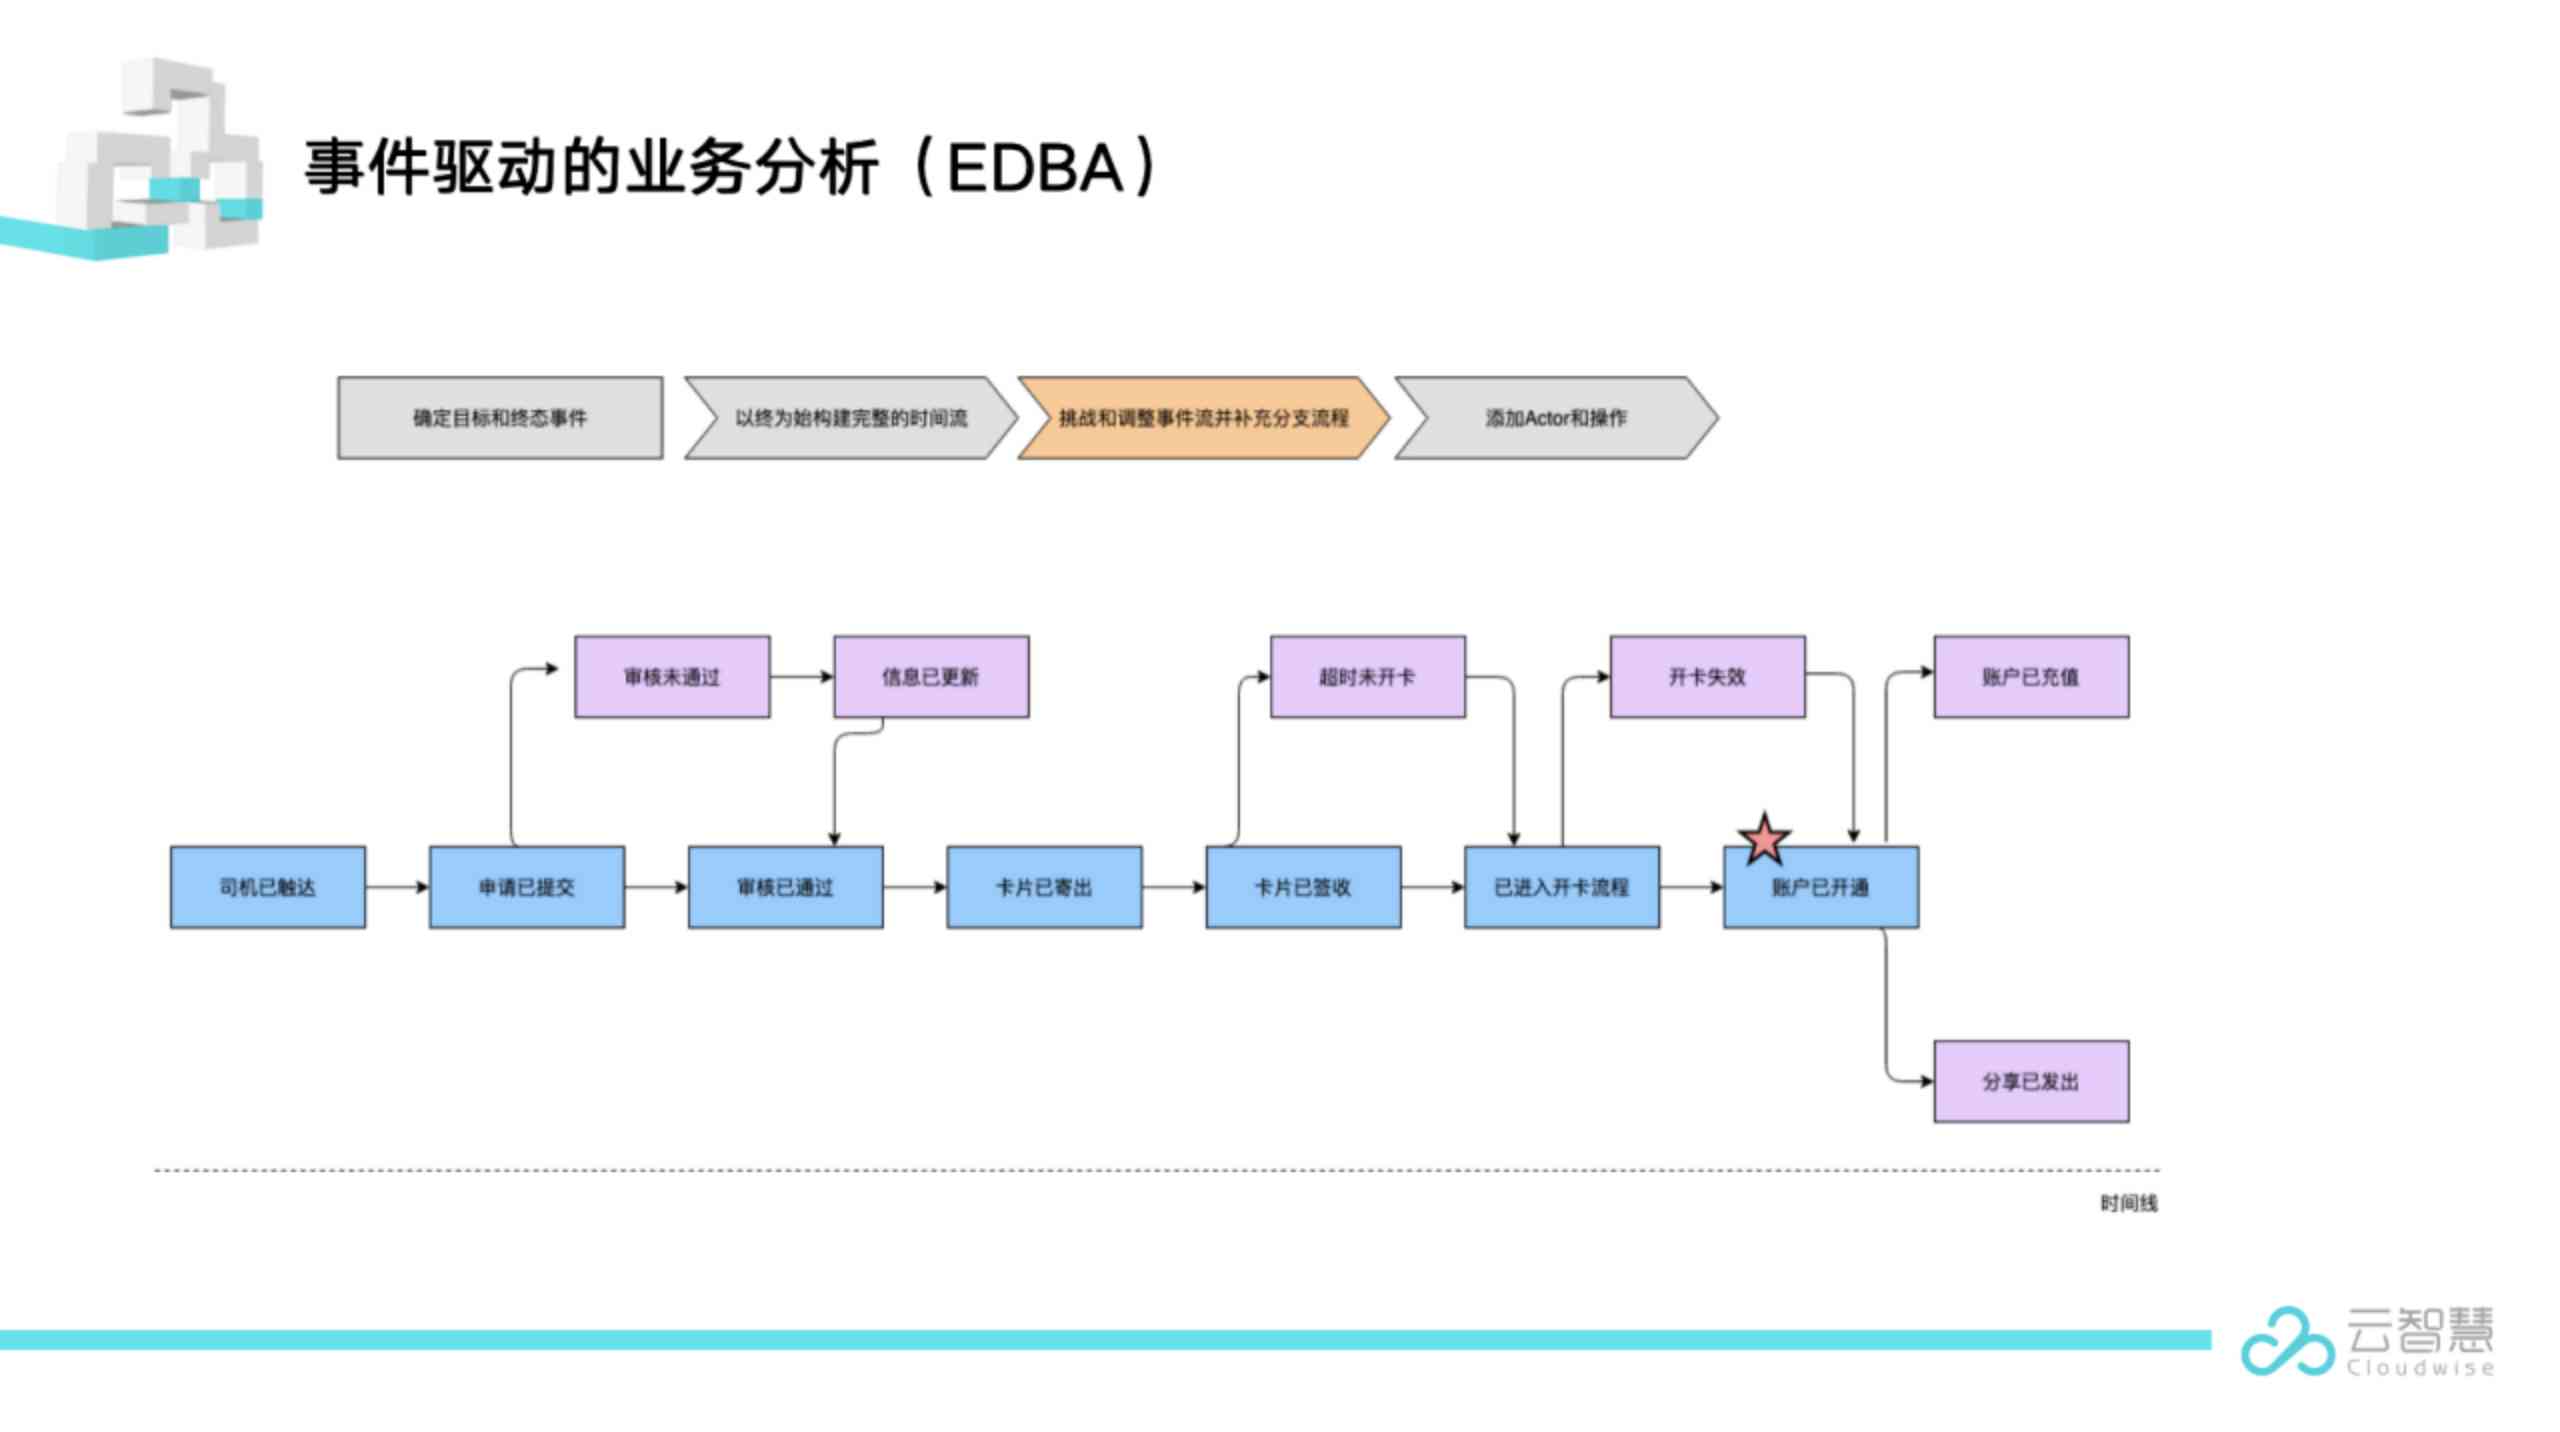 事件驱动的业务分析（EDBA）
确定目标和终态事件
以终为始构建完整的时间流
挑战和调整事件流并补充分支流程
添加Actor和操作
审核未通过
信息已更新
超时未开卡
开卡失效
账户已充值
司机已触达
申请已提交
审核已通过
卡片已寄出
卡片已签收
已进入开卡流程
账户已开通
分享已发出
时间线
云智慧
Cloudwise